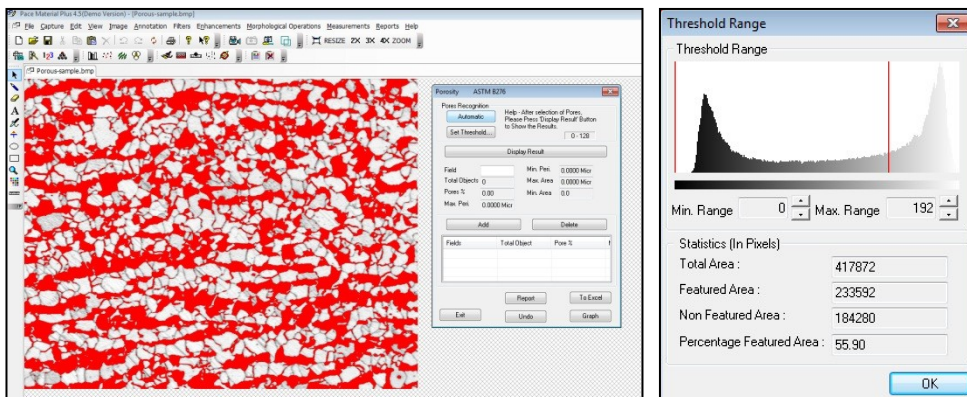 Pace Material Plus 4.5(Demo Version) - [Porous-sample.bmp]
File Capture Edit View Image Annotation Filters Enhancements Morphological Operations Measurements Reports Help
RESIZE 2X 3X 4X ZOOM
Porous-sample.bmp
Porosity ASTM B276
Pores Recognition
Automatic
Set Threshold...
Help - After selection of Pores,
Please Press 'Display Result' Button
to Show the Results.
0 - 128
Display Result
Field Min. Peri. 0.0000 Micr
Total Objects 0 Max. Area 0.0000 Micr
Pores % 0.00 Min. Area 0.0
Max. Peri. 0.0000 Micr
Add Delete
Fields Total Object Pore %
Report To Excel
Exit Undo Graph
Threshold Range
Threshold Range
Min. Range 0 Max. Range 192
Statistics (In Pixels)
Total Area : 417872
Featured Area : 233592
Non Featured Area : 184280
Percentage Featured Area : 55.90
OK